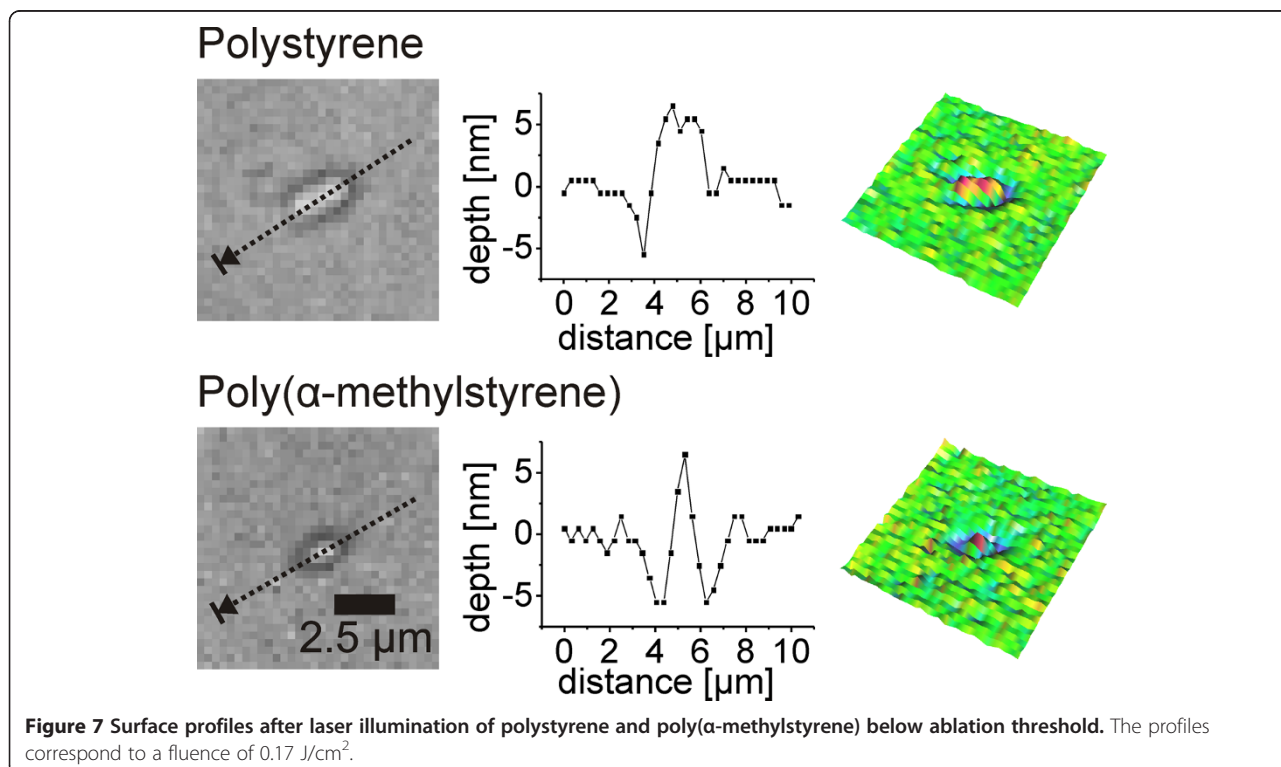 Polystyrene
depth [nm]
5
0
-5
0 2 4 6 8 10
distance [µm]
Poly(α-methylstyrene)
2.5 µm
depth [nm]
5
0
-5
0 2 4 6 8 10
distance [µm]
Figure 7 Surface profiles after laser illumination of polystyrene and poly(α-methylstyrene) below ablation threshold. The profiles
correspond to a fluence of 0.17 J/cm².